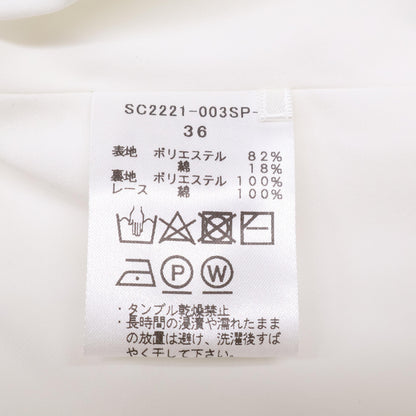 SC2221-003SP-
36
表地 ポリエステル 82%
綿 18%
裏地 ポリエステル 100%
レース 綿 100%
P W
・タンブル乾燥禁止
・長時間の浸漬や濡れたまま
の放置は避け、洗濯後すば
やく干して下さい。